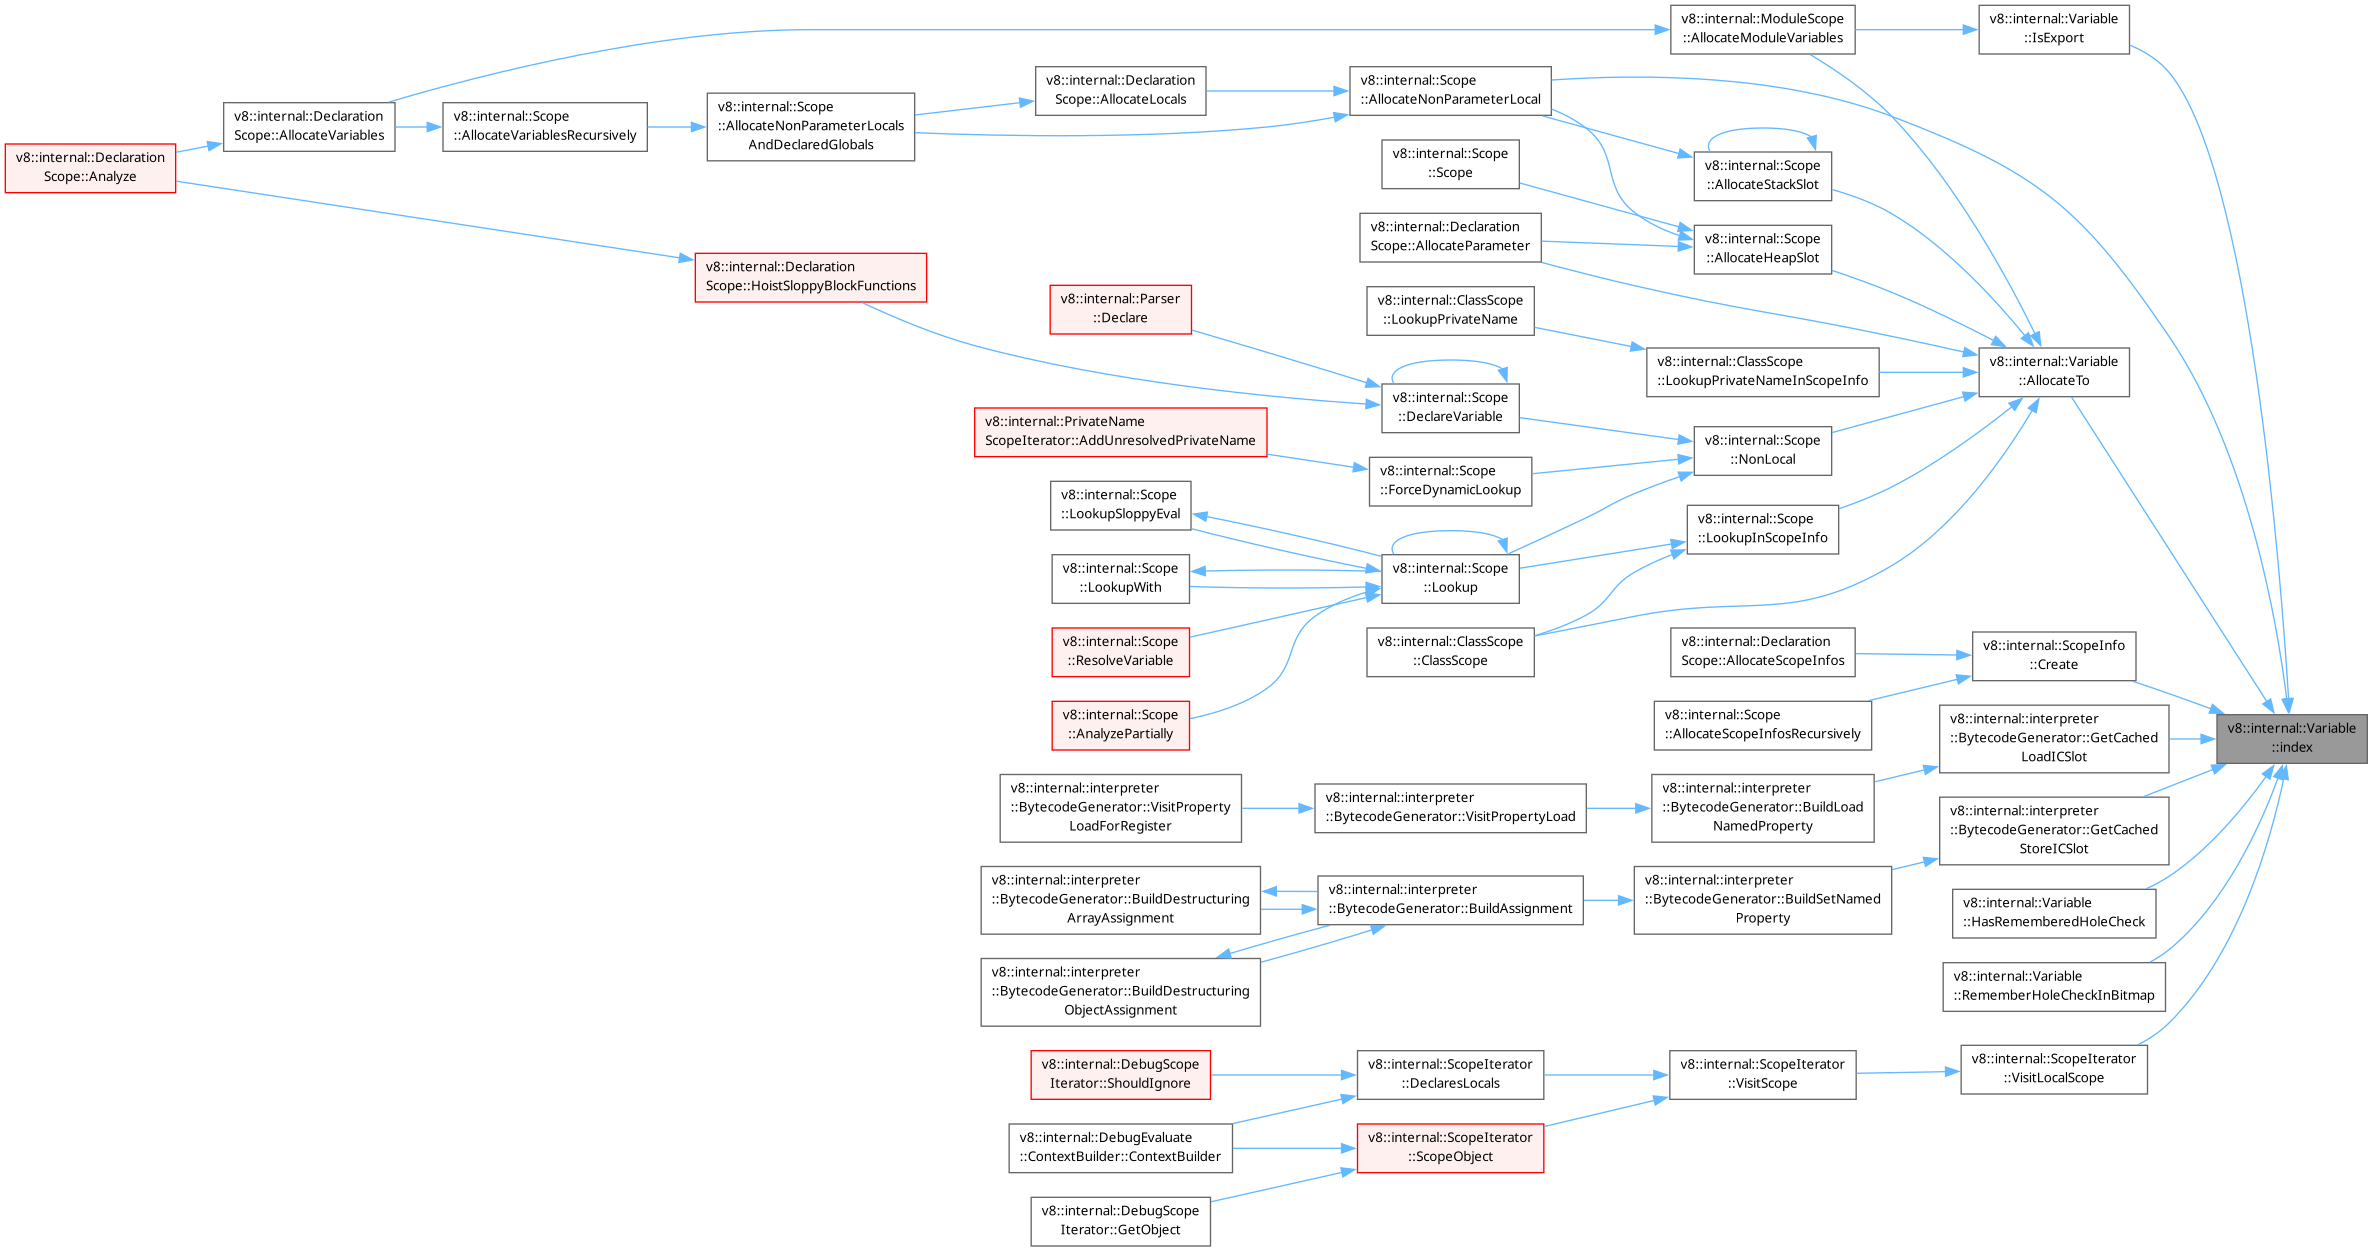 v8::internal::ModuleScope
::AllocateModuleVariables
v8::internal::Variable
::IsExport
v8::internal::Declaration
Scope::AllocateLocals
v8::internal::Scope
::AllocateNonParameterLocal
v8::internal::Declaration
Scope::AllocateVariables
v8::internal::Scope
::AllocateVariablesRecursively
v8::internal::Scope
::AllocateNonParameterLocals
AndDeclaredGlobals
v8::internal::Declaration
Scope::Analyze
v8::internal::Scope
::Scope
v8::internal::Scope
::AllocateStackSlot
v8::internal::Declaration
Scope::AllocateParameter
v8::internal::Scope
::AllocateHeapSlot
v8::internal::Declaration
Scope::HoistSloppyBlockFunctions
v8::internal::Parser
::Declare
v8::internal::ClassScope
::LookupPrivateName
v8::internal::ClassScope
::LookupPrivateNameInScopeInfo
v8::internal::Variable
::AllocateTo
v8::internal::Scope
::DeclareVariable
v8::internal::PrivateName
ScopeIterator::AddUnresolvedPrivateName
v8::internal::Scope
::NonLocal
v8::internal::Scope
::ForceDynamicLookup
v8::internal::Scope
::LookupSloppyEval
v8::internal::Scope
::LookupInScopeInfo
v8::internal::Scope
::LookupWith
v8::internal::Scope
::Lookup
v8::internal::Scope
::ResolveVariable
v8::internal::ClassScope
::ClassScope
v8::internal::Declaration
Scope::AllocateScopeInfos
v8::internal::ScopeInfo
::Create
v8::internal::Scope
::AnalyzePartially
v8::internal::Scope
::AllocateScopeInfosRecursively
v8::internal::interpreter
::BytecodeGenerator::GetCached
LoadICSlot
v8::internal::Variable
::index
v8::internal::interpreter
::BytecodeGenerator::VisitProperty
LoadForRegister
v8::internal::interpreter
::BytecodeGenerator::VisitPropertyLoad
v8::internal::interpreter
::BytecodeGenerator::BuildLoad
NamedProperty
v8::internal::interpreter
::BytecodeGenerator::GetCached
StoreICSlot
v8::internal::interpreter
::BytecodeGenerator::BuildDestructuring
ArrayAssignment
v8::internal::interpreter
::BytecodeGenerator::BuildAssignment
v8::internal::interpreter
::BytecodeGenerator::BuildSetNamed
Property
v8::internal::Variable
::HasRememberedHoleCheck
v8::internal::interpreter
::BytecodeGenerator::BuildDestructuring
ObjectAssignment
v8::internal::Variable
::RememberHoleCheckInBitmap
v8::internal::DebugScope
Iterator::ShouldIgnore
v8::internal::ScopeIterator
::DeclaresLocals
v8::internal::ScopeIterator
::VisitScope
v8::internal::ScopeIterator
::VisitLocalScope
v8::internal::DebugEvaluate
::ContextBuilder::ContextBuilder
v8::internal::ScopeIterator
::ScopeObject
v8::internal::DebugScope
Iterator::GetObject